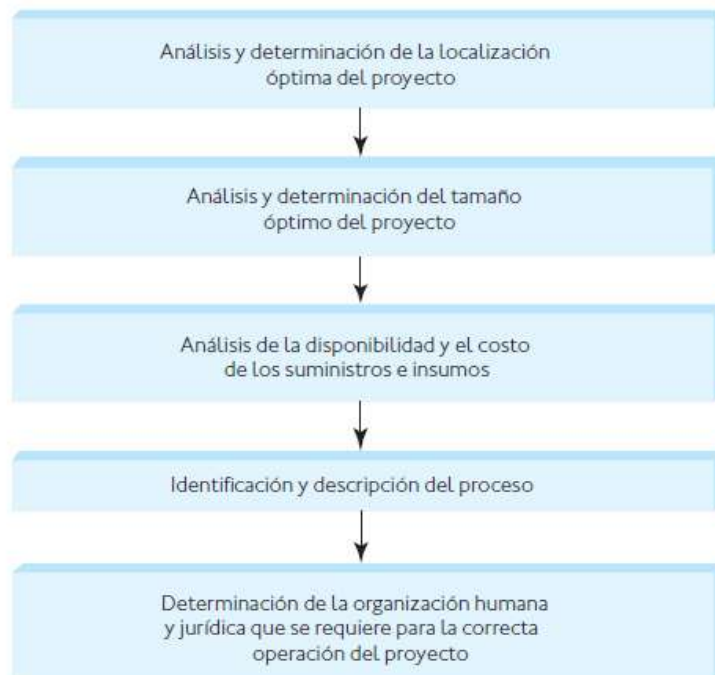 Análisis y determinación de la localización
óptima del proyecto
Análisis y determinación del tamaño
óptimo del proyecto
Análisis de la disponibilidad y el costo
de los suministros e insumos
Identificación y descripción del proceso
Determinación de la organización humana
y jurídica que se requiere para la correcta
operación del proyecto